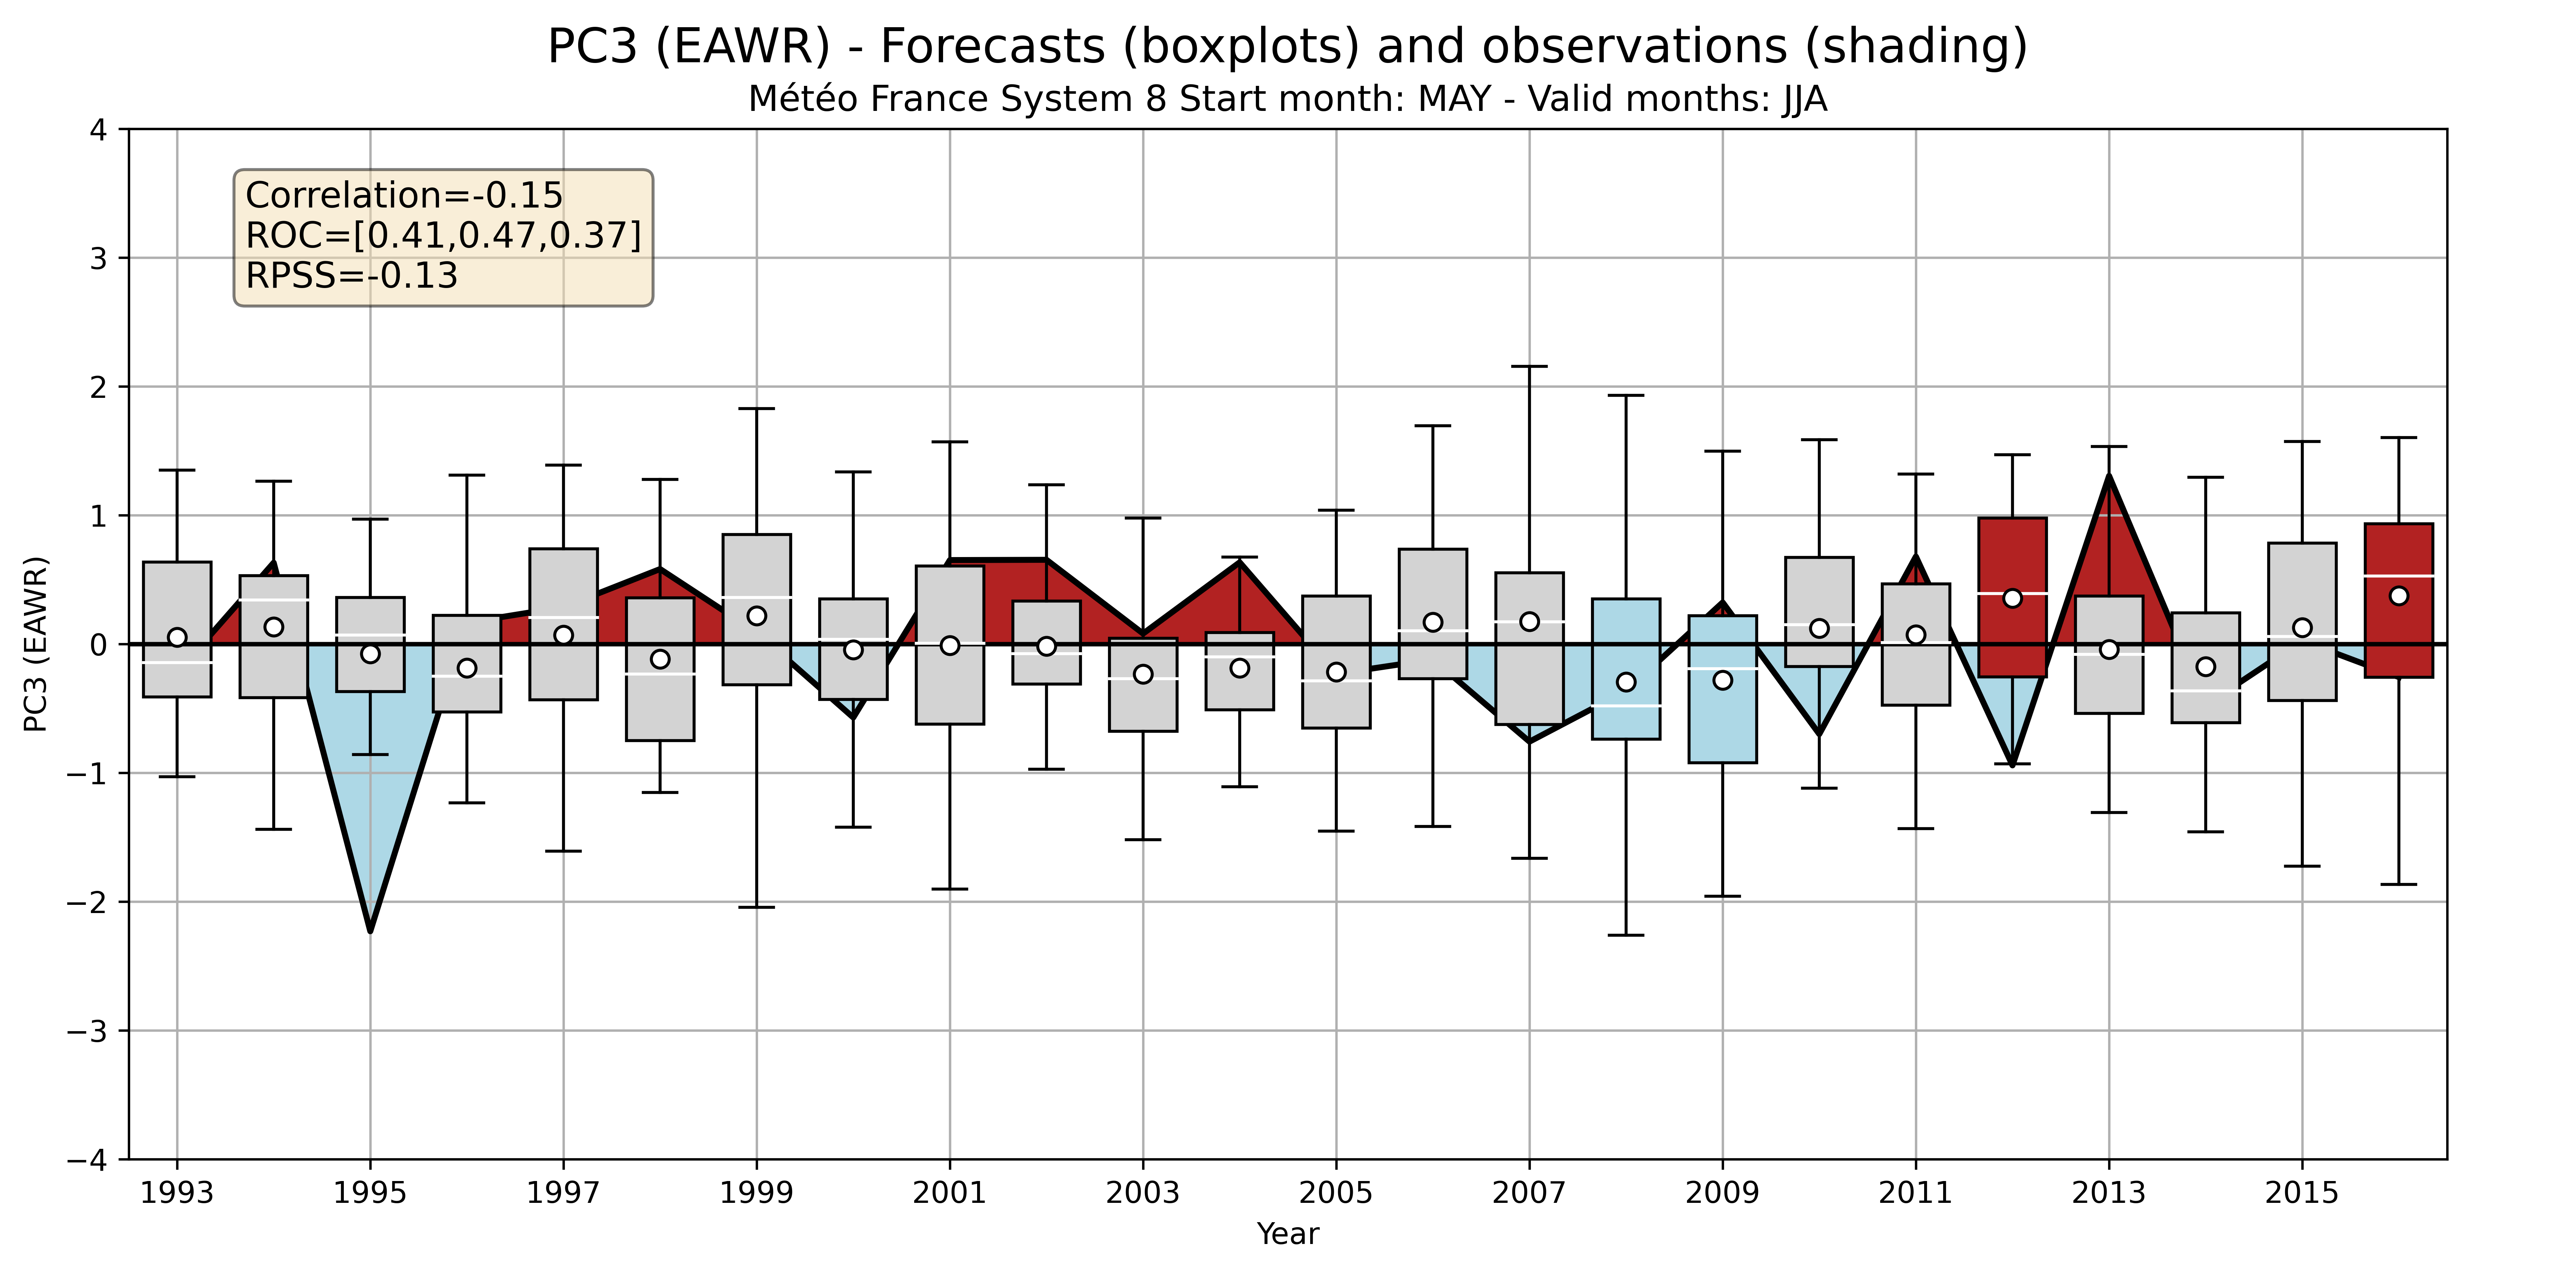 PC3 (EAWR) - Forecasts (boxplots) and observations (shading)
Météo France System 8 Start month: MAY - Valid months: JJA
Correlation=-0.15
ROC=[0.41,0.47,0.37]
RPSS=-0.13
PC3 (EAWR)
4
3
2
1
0
−1
−2
−3
−4
1993 1995 1997 1999 2001 2003 2005 2007 2009 2011 2013 2015
Year